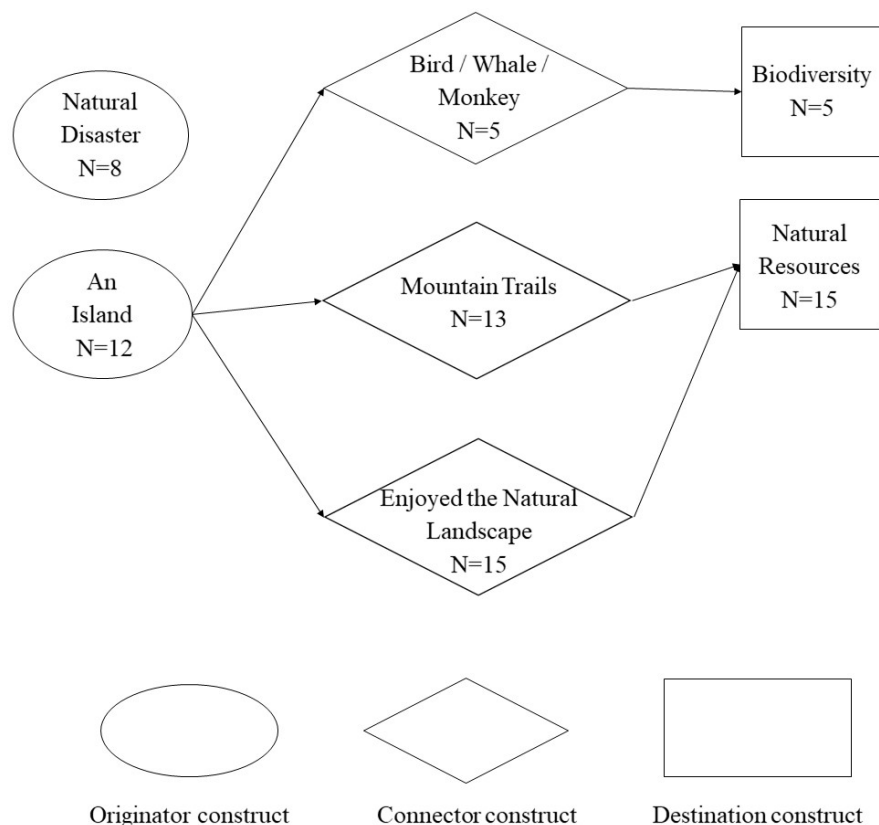 Natural
Disaster
N=8
An
Island
N=12
Bird / Whale /
Monkey
N=5
Mountain Trails
N=13
Enjoyed the Natural
Landscape
N=15
Biodiversity
N=5
Natural
Resources
N=15
Originator construct
Connector construct
Destination construct